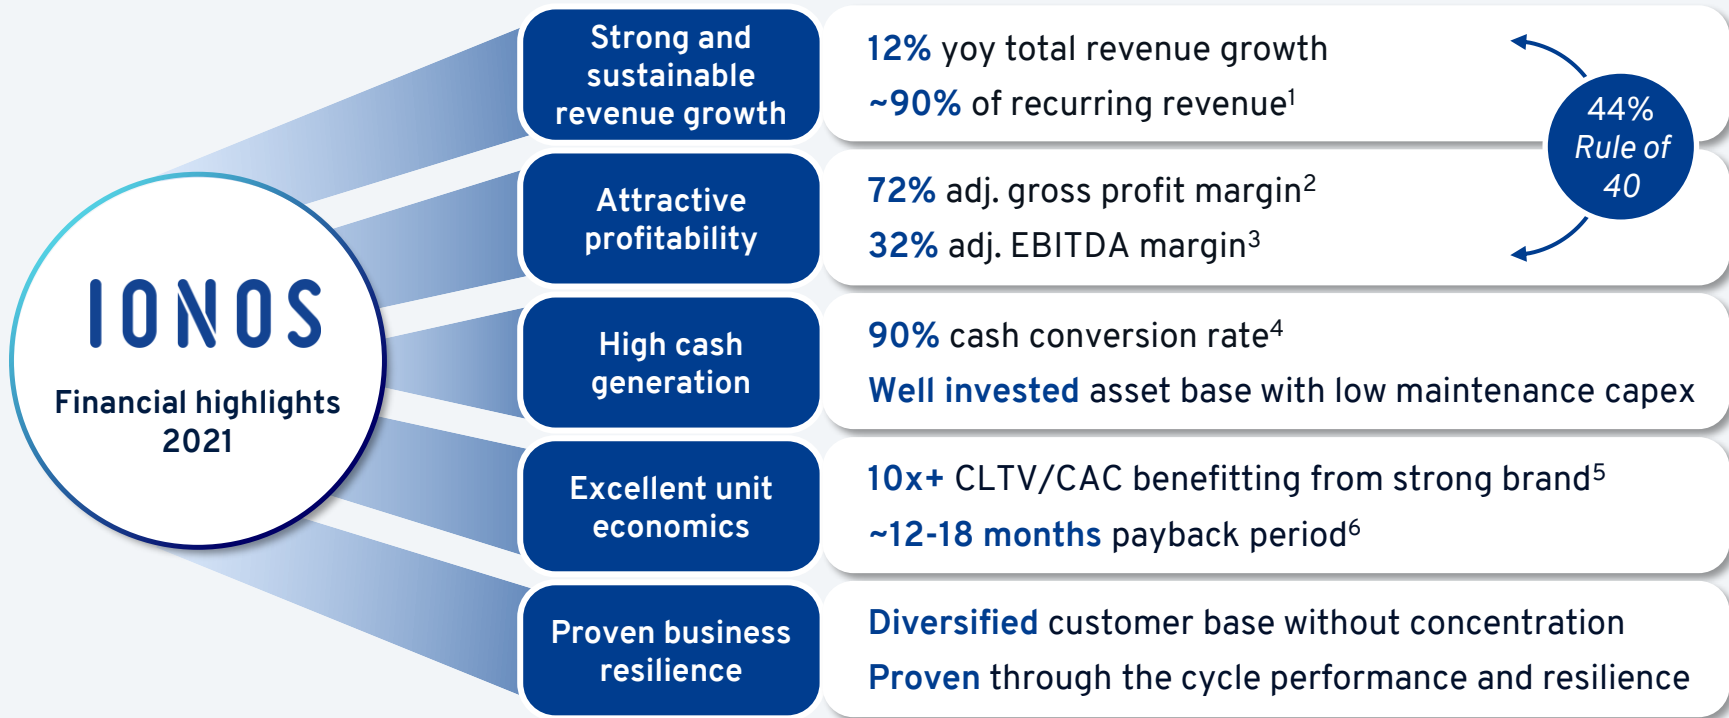 IONOS
Financial highlights
2021
Strong and
sustainable
revenue growth
12% yoy total revenue growth
~90% of recurring revenue¹
44%
Rule of
40
Attractive
profitability
72% adj. gross profit margin²
32% adj. EBITDA margin³
High cash
generation
90% cash conversion rate⁴
Well invested asset base with low maintenance capex
Excellent unit
economics
10x+ CLTV/CAC benefitting from strong brand⁵
~12-18 months payback period⁶
Proven business
resilience
Diversified customer base without concentration
Proven through the cycle performance and resilience